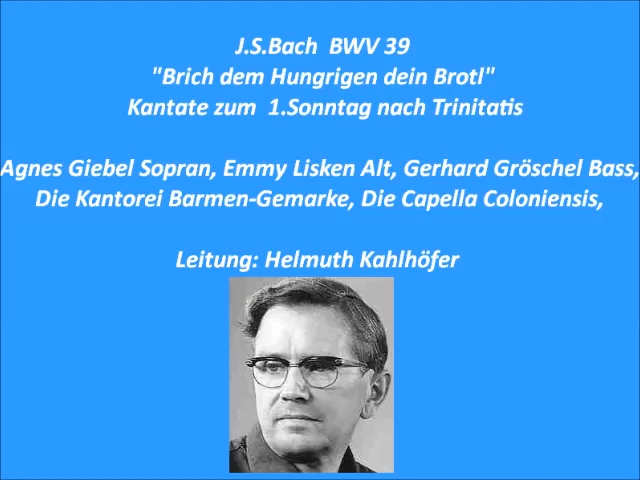 J.S.Bach  BWV 39
"Brich dem Hungrigen dein Brotl"
Kantate zum  1.Sonntag nach Trinitatis
Agnes Giebel Sopran, Emmy Lisken Alt, Gerhard Gröschel Bass,
Die Kantorei Barmen-Gemarke, Die Capella Coloniensis,
Leitung: Helmuth Kahlhöfer